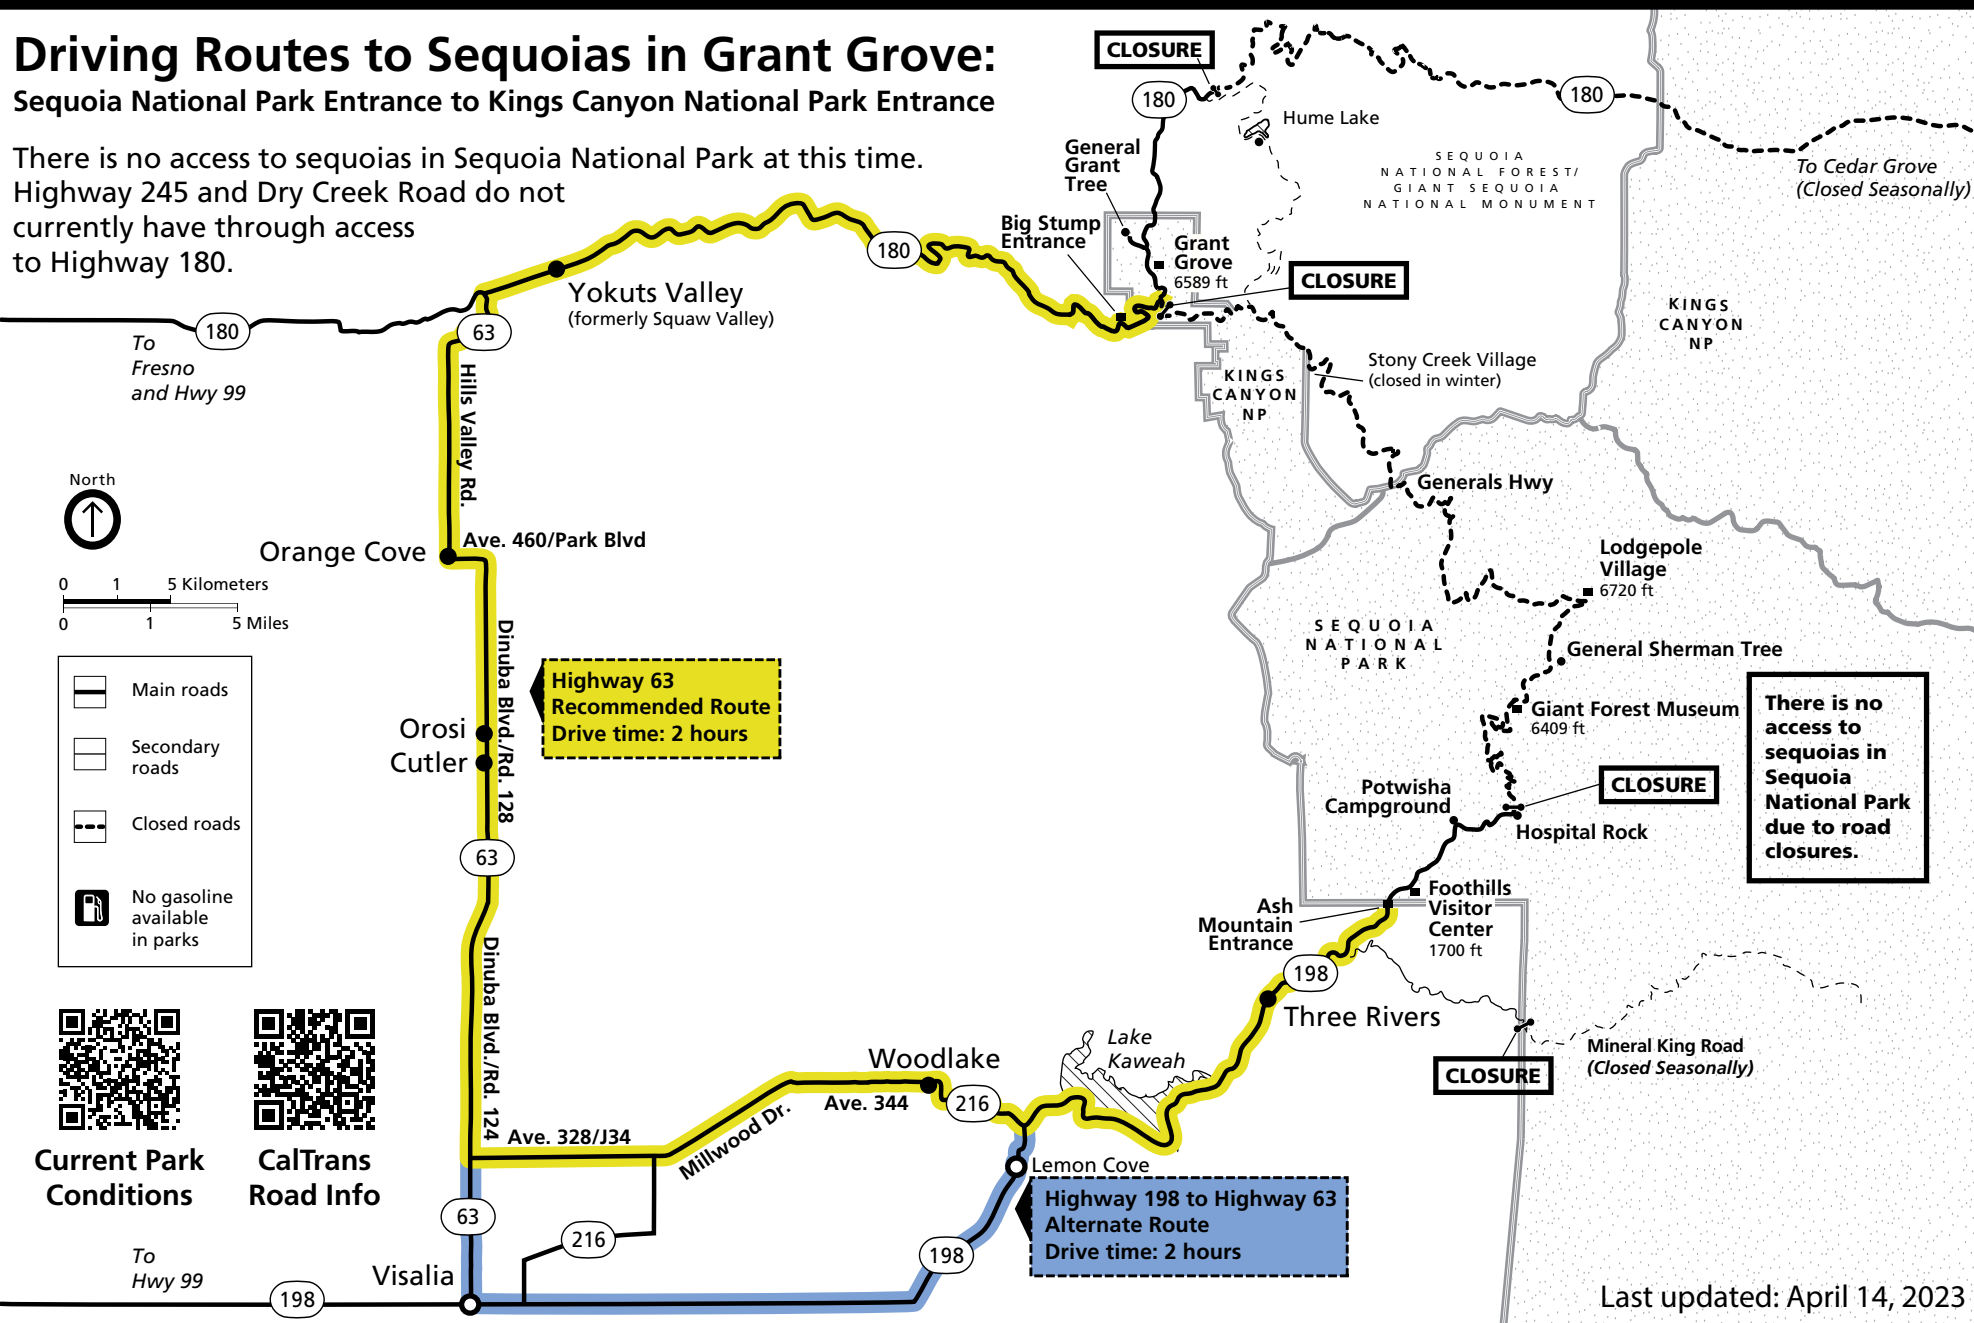 Driving Routes to Sequoias in Grant Grove:
Sequoia National Park Entrance to Kings Canyon National Park Entrance
There is no access to sequoias in Sequoia National Park at this time.
Highway 245 and Dry Creek Road do not
currently have through access
to Highway 180.
CLOSURE
180
180
Hume Lake
General
Grant
Tree
SEQUOIA
NATIONAL FOREST/
GIANT SEQUOIA
NATIONAL MONUMENT
To Cedar Grove
(Closed Seasonally)
Big Stump
Entrance
Grant
Grove
6589 ft
180
CLOSURE
Yokuts Valley
(formerly Squaw Valley)
180
63
To
Fresno
and Hwy 99
KINGS
CANYON
NP
Stony Creek Village
(closed in winter)
KINGS
CANYON
NP
Hills Valley Rd.
North
Generals Hwy
Orange Cove
Ave. 460/Park Blvd
Lodgepole
Village
6720 ft
0 1 5 Kilometers
0 1 5 Miles
SEQUOIA
NATIONAL
PARK
General Sherman Tree
Main roads
Secondary
roads
Closed roads
No gasoline
available
in parks
Dinuba Blvd./Rd. 128
Highway 63
Recommended Route
Drive time: 2 hours
Orosi
Cutler
Giant Forest Museum
6409 ft
There is no
access to
sequoias in
Sequoia
National Park
due to road
closures.
CLOSURE
Potwisha
Campground
Hospital Rock
63
Foothills
Visitor
Center
1700 ft
Ash
Mountain
Entrance
198
Three Rivers
Dinuba Blvd./Rd. 124
Lake
Kaweah
Mineral King Road
(Closed Seasonally)
CLOSURE
Woodlake
Ave. 344
216
Millwood Dr.
Ave. 328/J34
Lemon Cove
Current Park
Conditions
CalTrans
Road Info
Highway 198 to Highway 63
Alternate Route
Drive time: 2 hours
63
216
198
Visalia
To
Hwy 99
198
Last updated: April 14, 2023